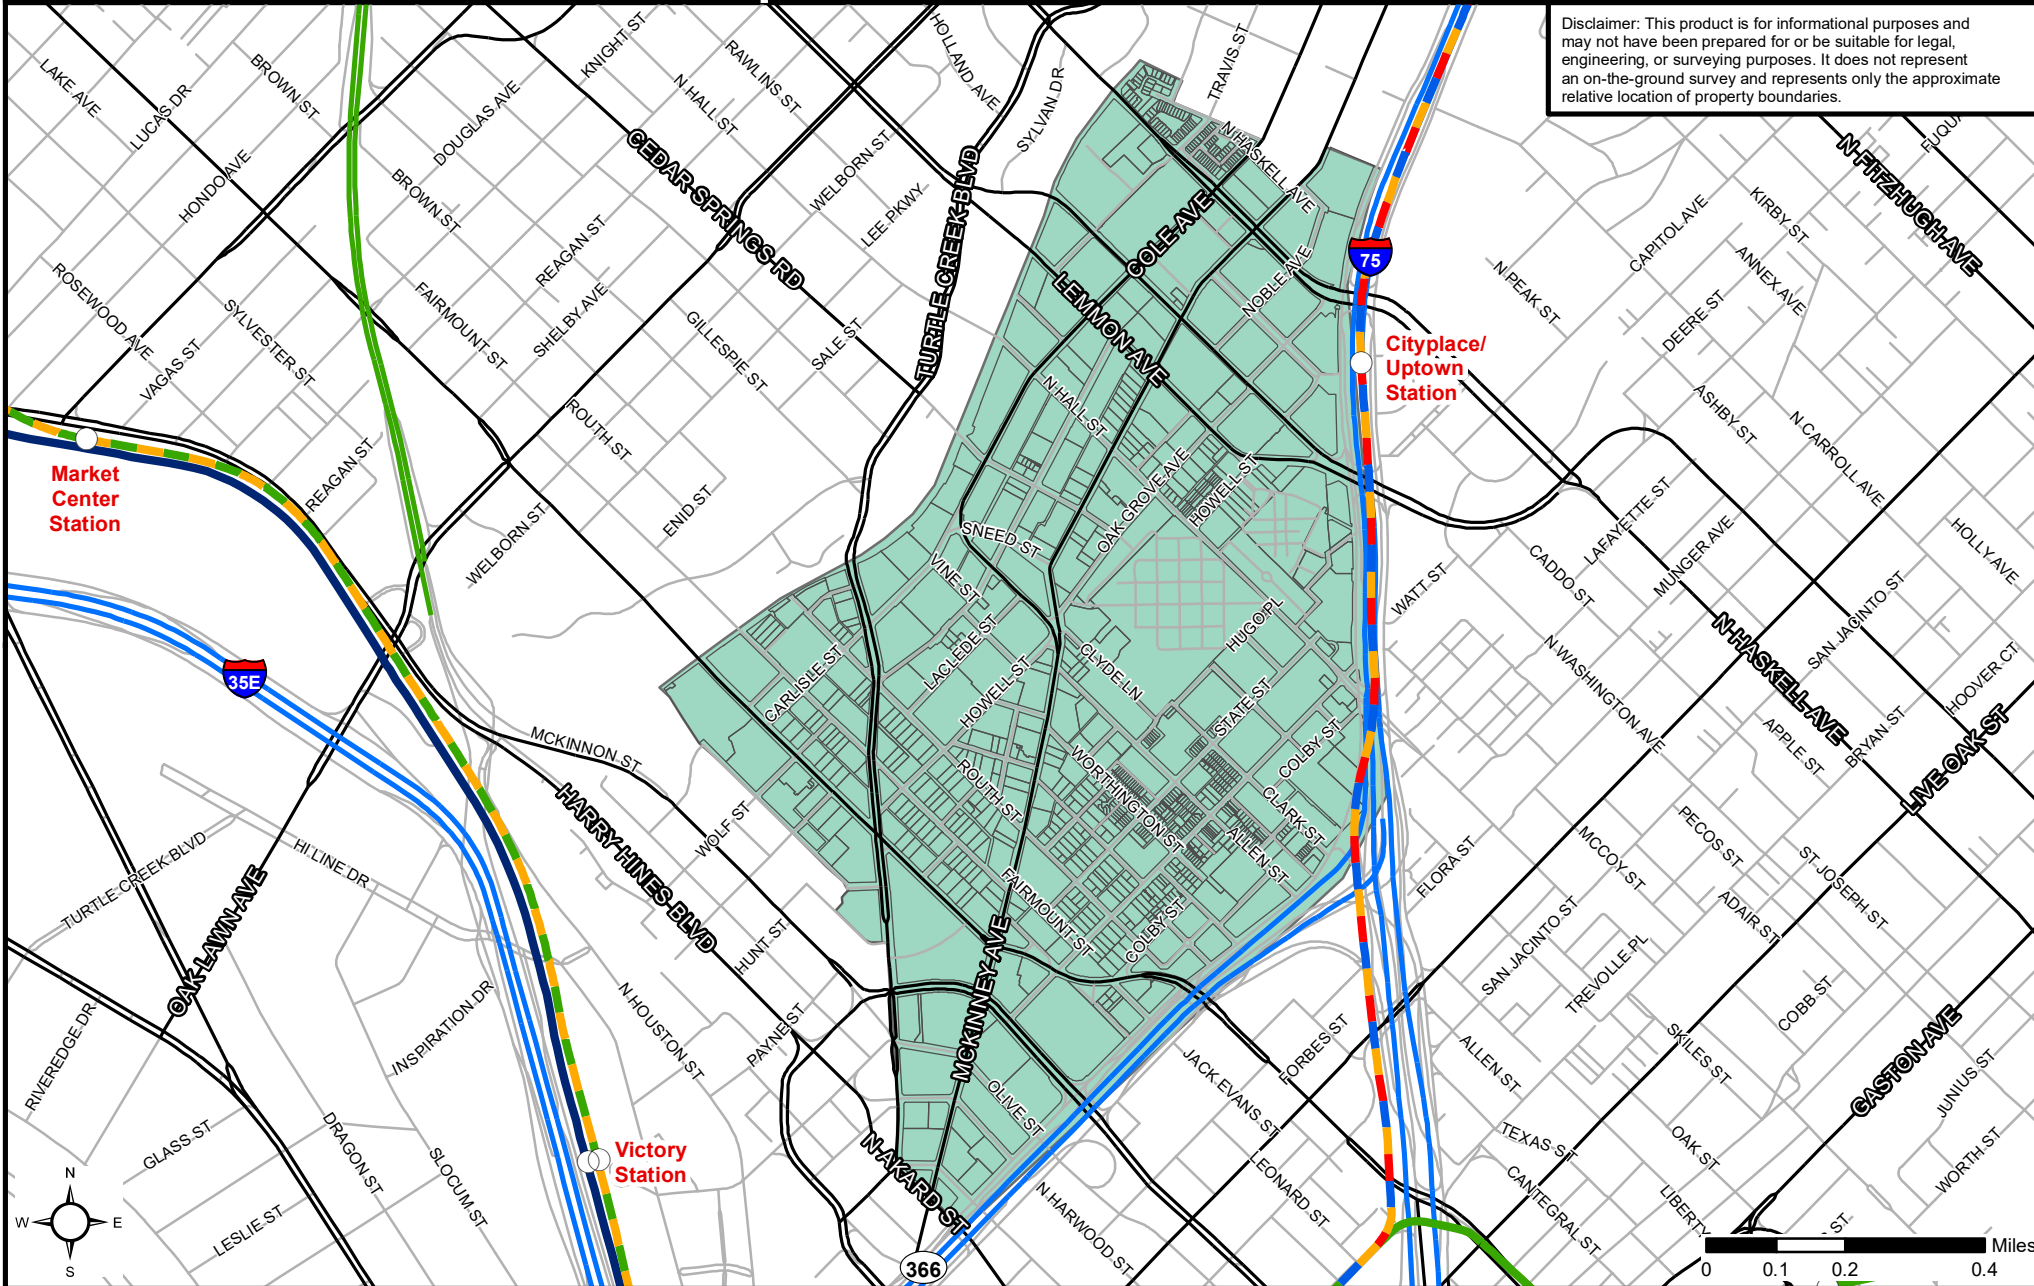 Disclaimer: This product is for informational purposes and
may not have been prepared for or be suitable for legal,
engineering, or surveying purposes. It does not represent
an on-the-ground survey and represents only the approximate
relative location of property boundaries.
LAKE AVE
LUCAS DR
BROWN ST
HONDO AVE
DOUGLAS AVE
KNIGHT ST
N HALL ST
RAWLINS ST
HOLLAND AVE
SYLVAN DR
TRAVIS ST
N HASKELL AVE
CEDAR SPRINGS RD
WELBORN ST
LEE PKWY
TURTLE CREEK BLVD
COLE AVE
LEMMON AVE
NOBLE AVE
75
N FITZHUGH AVE
KIRBY ST
CAPITOL AVE
ANNEX AVE
N PEAK ST
DEERE ST
BROWN ST
REAGAN ST
ROSEWOOD AVE
SYLVESTER ST
VAGAS ST
FAIRMOUNT ST
SHELBY AVE
GILLESPIE ST
SALE ST
Cityplace/
Uptown
Station
ASHBY ST
N CARROLL AVE
N HALL ST
ROUTH ST
REAGAN ST
Market
Center
Station
WELBORN ST
ENID ST
OAK GROVE AVE
HOWELL ST
SNEED ST
VINE ST
LAFAYETTE ST
MUNGER AVE
CADDO ST
HOLLY AVE
WATT ST
SAN JACINTO ST
N HASKELL AVE
HOOVER CT
N WASHINGTON AVE
HUGO PL
LACLEDE ST
CARLISLE ST
HOWELL ST
CLYDE LN
STATE ST
COLBY ST
35E
MCKINNON ST
HARRY HINES BLVD
WOLF ST
ROUTH ST
WORTHINGTON ST
CLARK ST
ALLEN ST
APPLE ST
BRYAN ST
LIVE OAK ST
PECOS ST
MCCOY ST
ST JOSEPH ST
FLORA ST
ADAIR ST
TURTLE CREEK BLVD
HI LINE DR
OAK LAWN AVE
HUNT ST
FAIRMOUNT ST
COLBY ST
MCKINNEY AVE
SAN JACINTO ST
TREVOLLE PL
COBB ST
RIVEREDGE DR
INSPIRATION DR
N HOUSTON ST
PAYNE ST
OLIVE ST
JACK EVANS ST
FORBES ST
ALLEN ST
SKILES ST
GASTON AVE
JUNIUS ST
GLASS ST
DRAGON ST
SLOCUM ST
LESLIE ST
Victory
Station
N AKARD ST
N HARWOOD ST
LEONARD ST
TEXAS ST
CANTEGRAL ST
OAK ST
LIBERTY
ST
WORTH ST
366
N
W E
S
Miles
0 0.1 0.2 0.4